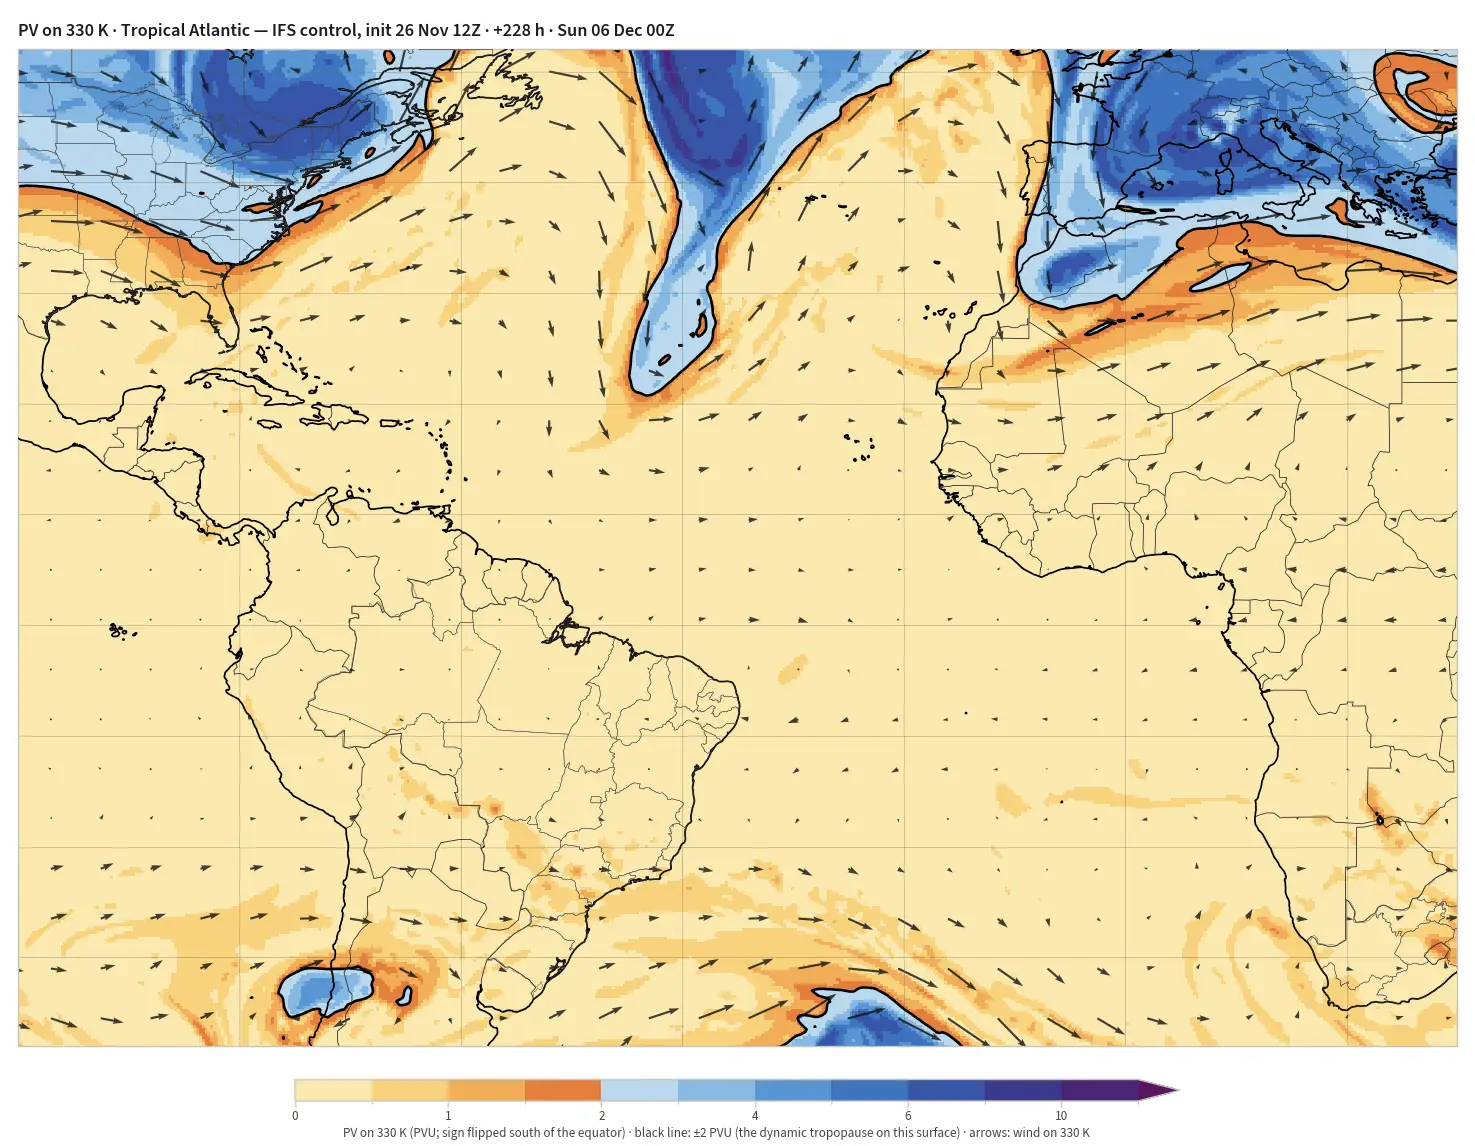 PV on 330 K · Tropical Atlantic — IFS control, init 26 Nov 12Z · +228 h · Sun 06 Dec 00Z
0 1 2 4 6 10
PV on 330 K (PVU; sign flipped south of the equator) · black line: ±2 PVU (the dynamic tropopause on this surface) · arrows: wind on 330 K